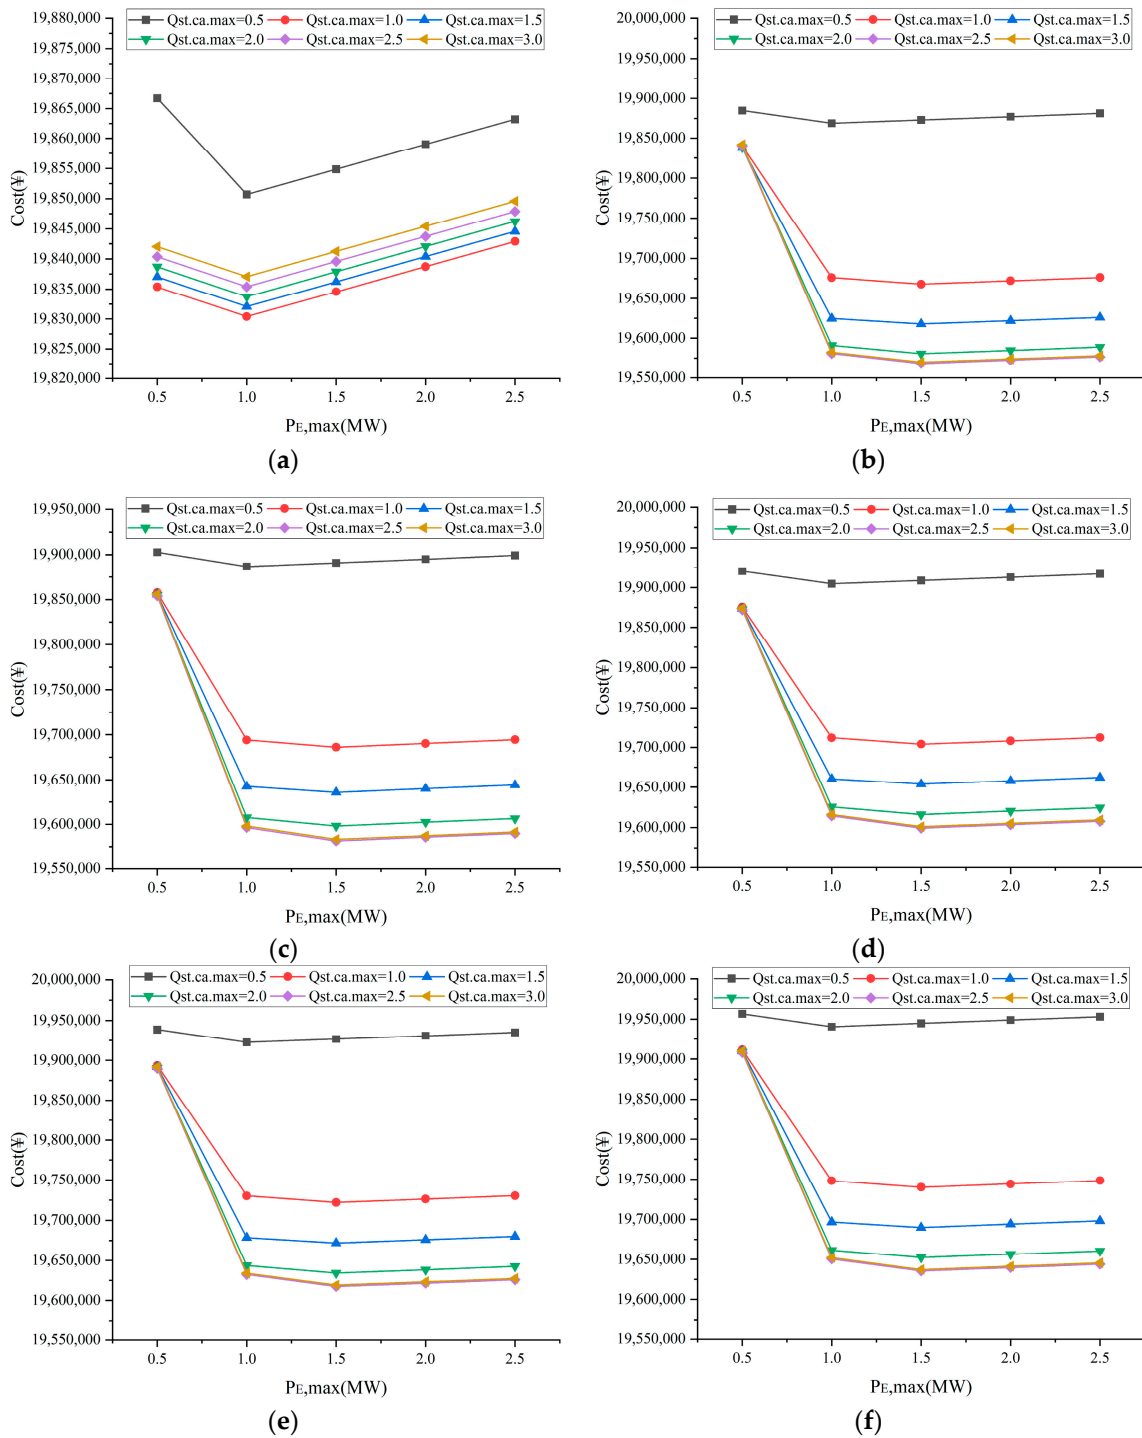 Qst.ca.max=0.5 Qst.ca.max=1.0 Qst.ca.max=1.5
Qst.ca.max=2.0 Qst.ca.max=2.5 Qst.ca.max=3.0
19,880,000
19,875,000
19,870,000
19,865,000
19,860,000
19,855,000
19,850,000
19,845,000
19,840,000
19,835,000
19,830,000
19,825,000
19,820,000
Cost(¥)
0.5 1.0 1.5 2.0 2.5
PE,max(MW)
(a)
Qst.ca.max=0.5 Qst.ca.max=1.0 Qst.ca.max=1.5
Qst.ca.max=2.0 Qst.ca.max=2.5 Qst.ca.max=3.0
20,000,000
19,950,000
19,900,000
19,850,000
19,800,000
19,750,000
19,700,000
19,650,000
19,600,000
19,550,000
Cost(¥)
0.5 1.0 1.5 2.0 2.5
PE,max(MW)
(b)
Qst.ca.max=0.5 Qst.ca.max=1.0 Qst.ca.max=1.5
Qst.ca.max=2.0 Qst.ca.max=2.5 Qst.ca.max=3.0
19,950,000
19,900,000
19,850,000
19,800,000
19,750,000
19,700,000
19,650,000
19,600,000
19,550,000
Cost(¥)
0.5 1.0 1.5 2.0 2.5
PE,max(MW)
(c)
Qst.ca.max=0.5 Qst.ca.max=1.0 Qst.ca.max=1.5
Qst.ca.max=2.0 Qst.ca.max=2.5 Qst.ca.max=3.0
20,000,000
19,950,000
19,900,000
19,850,000
19,800,000
19,750,000
19,700,000
19,650,000
19,600,000
19,550,000
Cost(¥)
0.5 1.0 1.5 2.0 2.5
PE,max(MW)
(d)
Qst.ca.max=0.5 Qst.ca.max=1.0 Qst.ca.max=1.5
Qst.ca.max=2.0 Qst.ca.max=2.5 Qst.ca.max=3.0
20,000,000
19,950,000
19,900,000
19,850,000
19,800,000
19,750,000
19,700,000
19,650,000
19,600,000
19,550,000
Cost(¥)
0.5 1.0 1.5 2.0 2.5
PE,max(MW)
(e)
Qst.ca.max=0.5 Qst.ca.max=1.0 Qst.ca.max=1.5
Qst.ca.max=2.0 Qst.ca.max=2.5 Qst.ca.max=3.0
20,000,000
19,950,000
19,900,000
19,850,000
19,800,000
19,750,000
19,700,000
19,650,000
19,600,000
19,550,000
Cost(¥)
0.5 1.0 1.5 2.0 2.5
PE,max(MW)
(f)